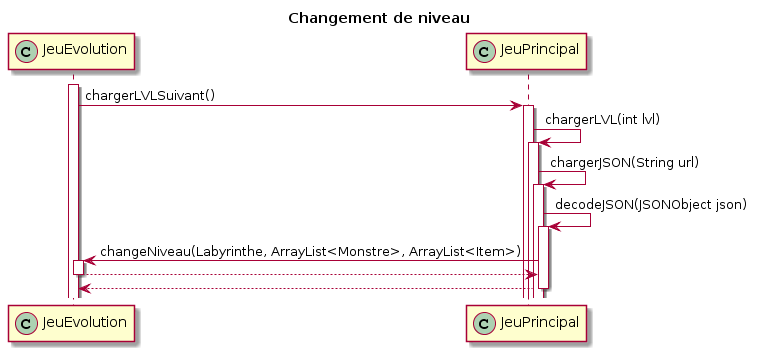 Changement de niveau
C JeuEvolution
C JeuPrincipal
chargerLVLSuivant()
chargerLVL(int lvl)
chargerJSON(String url)
decodeJSON(JSONObject json)
changeNiveau(Labyrinthe, ArrayList<Monstre>, ArrayList<Item>)
C JeuEvolution
C JeuPrincipal